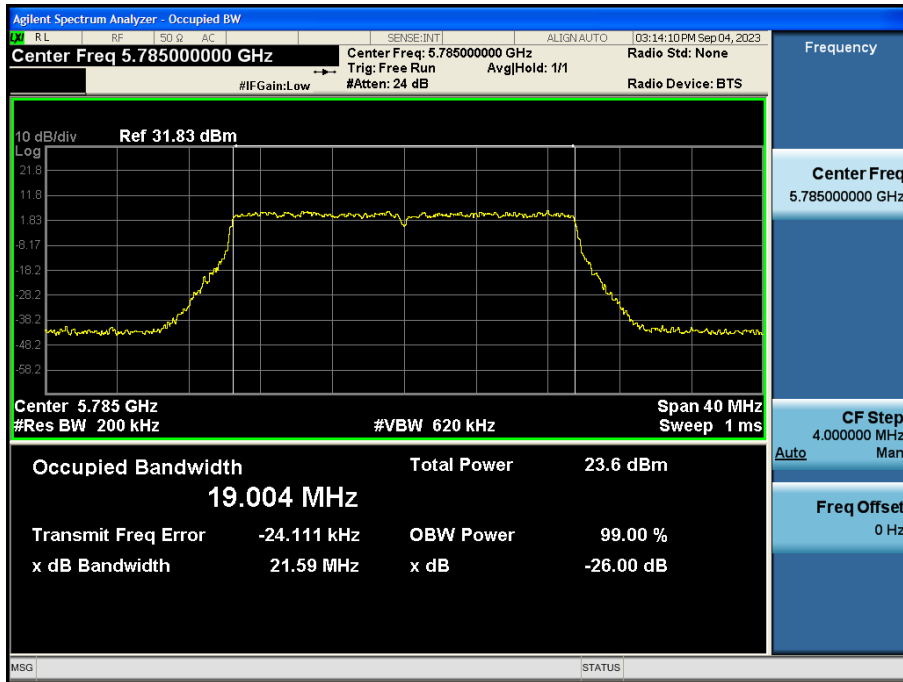 Agilent Spectrum Analyzer - Occupied BW
LXI RL RF 50 Ω AC SENSE:INT ALIGN AUTO 03:14:10 PM Sep 04, 2023
Center Freq 5.785000000 GHz
Center Freq: 5.785000000 GHz
Radio Std: None
Trig: Free Run Avg|Hold: 1/1
#IFGain:Low
#Atten: 24 dB
Radio Device: BTS
10 dB/div Ref 31.83 dBm
Log
21.8
11.8
1.83
-8.17
-18.2
-28.2
-38.2
-48.2
-58.2
Center 5.785 GHz Span 40 MHz
#Res BW 200 kHz #VBW 620 kHz Sweep 1 ms
Occupied Bandwidth Total Power 23.6 dBm
19.004 MHz
Transmit Freq Error -24.111 kHz OBW Power 99.00 %
x dB Bandwidth 21.59 MHz x dB -26.00 dB
MSG STATUS
Frequency
Center Freq
5.785000000 GHz
CF Step
4.000000 MHz
Auto Man
Freq Offset
0 Hz